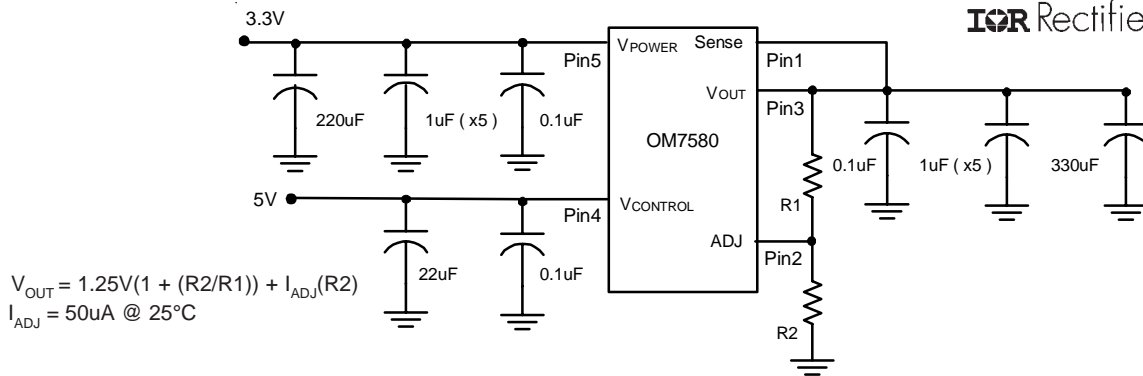 IOR Rectifie
3.3V
VPOWER Sense
Pin5 Pin1
VOUT
Pin3
220uF 1uF ( x5 ) 0.1uF
OM7580
0.1uF 1uF ( x5 ) 330uF
R1
5V
Pin4 VCONTROL
ADJ
Pin2
22uF 0.1uF
R2
VOUT = 1.25V(1 + (R2/R1)) + IADJ(R2)
IADJ = 50uA @ 25°C